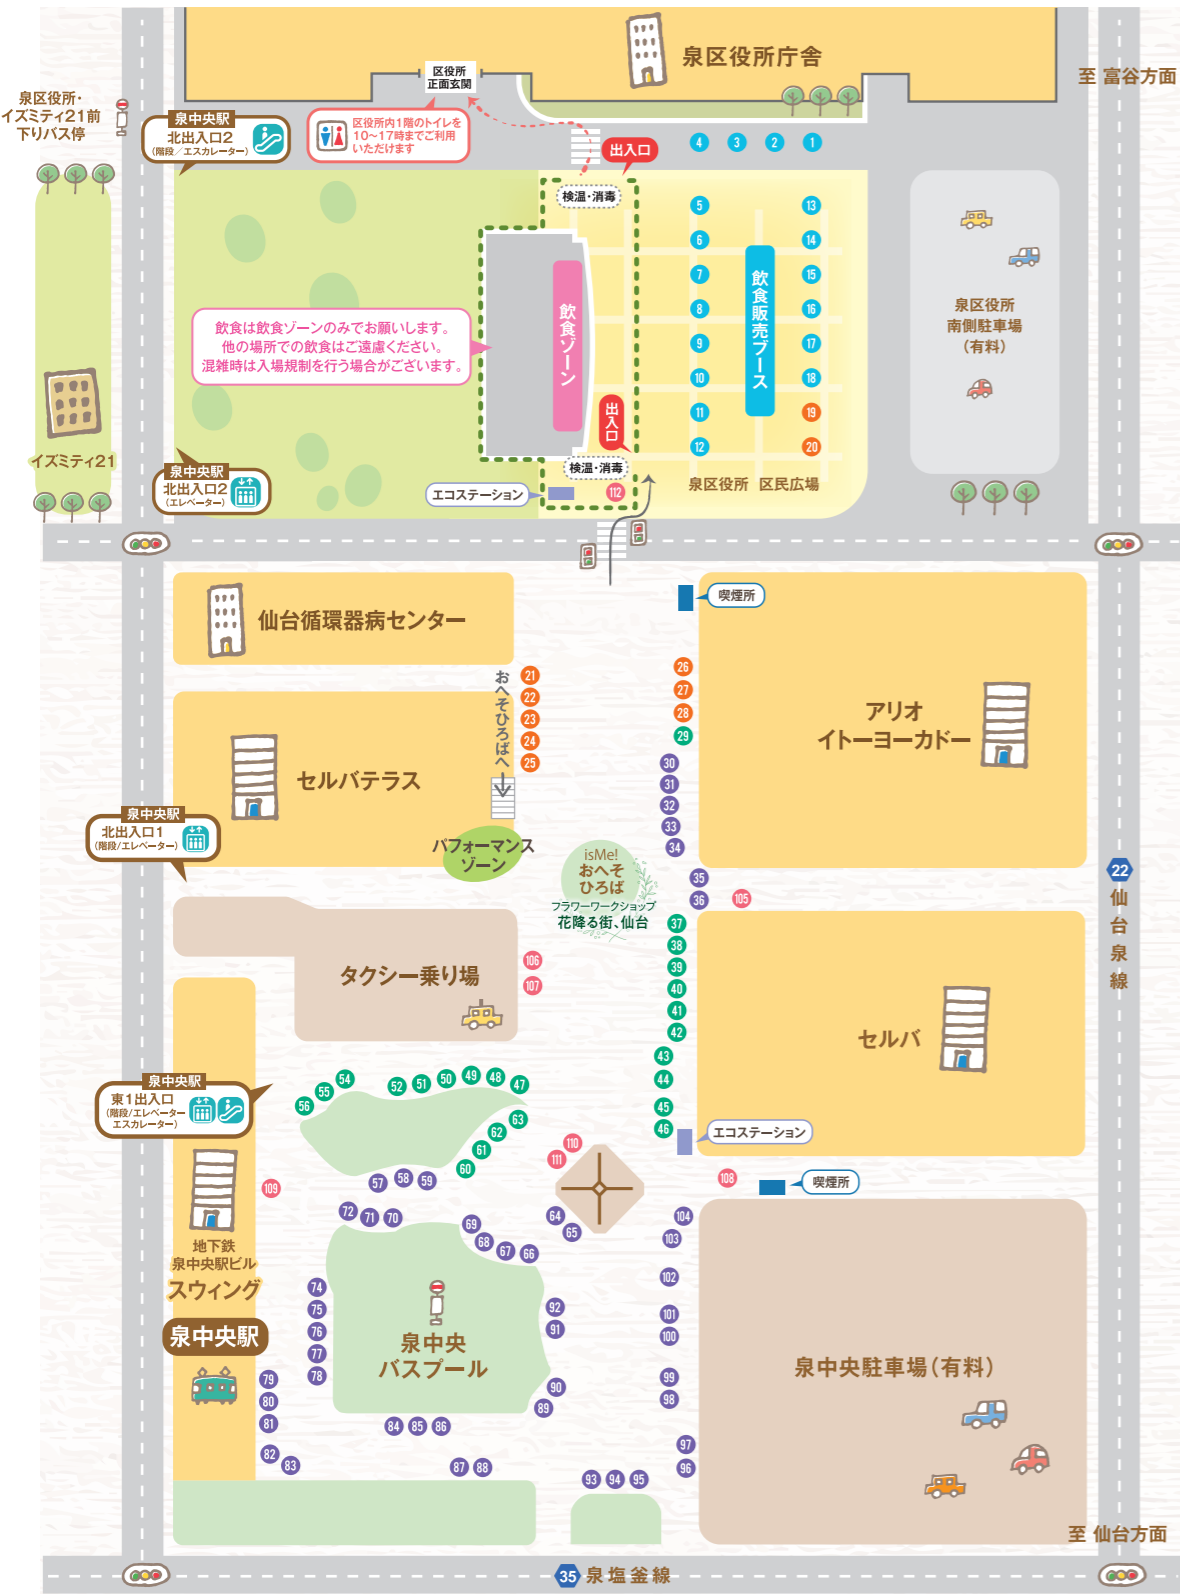 泉区役所庁舎
区役所
正面玄関
至 富谷方面
泉区役所・
イズミティ21前
下りバス停
泉中央駅
北出入口2
(階段／エスカレーター)
区役所内1階のトイレを
10〜17時までご利用
いただけます
出入口
4 3 2 1
検温・消毒
5
6
7
8
9
10
11
12
13
14
15
16
17
18
19
20
飲食販売ブース
飲食ゾーン
飲食は飲食ゾーンのみでお願いします。
他の場所での飲食はご遠慮ください。
混雑時は入場規制を行う場合がございます。
泉区役所
南側駐車場
(有料)
出入口
検温・消毒
イズミティ21
泉中央駅
北出入口2
(エレベーター)
エコステーション
112
泉区役所 区民広場
喫煙所
仙台循環器病センター
おへそひろばへ
21
22
23
24
25
26
27
28
29
30
31
32
33
34
35
36
105
アリオ
イトーヨーカドー
セルバテラス
泉中央駅
北出入口1
(階段/エレベーター)
パフォーマンス
ゾーン
isMe!
おへそ
ひろば
フラワーワークショップ
花降る街、仙台
22
仙台泉線
37
38
39
40
41
42
43
44
45
46
106
107
タクシー乗り場
セルバ
泉中央駅
東1出入口
(階段/エレベーター
エスカレーター)
56 55 54 52 51 50 49 48 47
63
62
61
60
57 58 59
110
111
エコステーション
108
喫煙所
109
地下鉄
泉中央駅ビル
スウィング
泉中央駅
72 71 70
69
68
67
66
64
65
104
103
102
101
100
99
98
97
96
74
75
76
77
78
92
91
90
89
泉中央
バスプール
泉中央駐車場(有料)
79
80
81
82
83
84 85 86
87 88
93 94 95
至 仙台方面
35 泉塩釜線